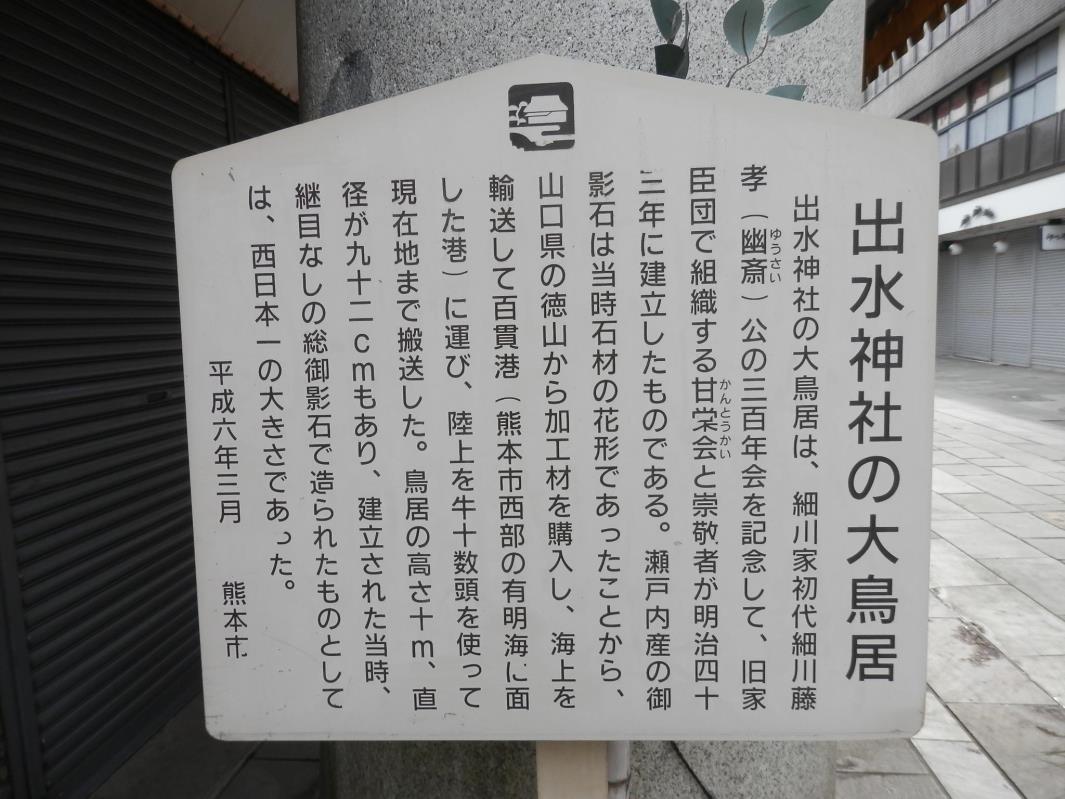 出水神社の大鳥居
出水神社の大鳥居は、細川家初代細川藤
孝（幽斎）公の三百年会を記念して、旧家
ゆうさい
臣団で組織する甘棠会と崇敬者が明治四十
かんとうかい
三年に建立したものである。瀬戸内産の御
影石は当時石材の花形であったことから、
山口県の徳山から加工材を購入し、海上を
輸送して百貫港（熊本市西部の有明海に面
した港）に運び、陸上を牛十数頭を使って
現在地まで搬送した。鳥居の高さ十m、直
径が九十二cmもあり、建立された当時、
継目なしの総御影石で造られたものとして
は、西日本一の大きさであった。
平成六年三月　熊本市